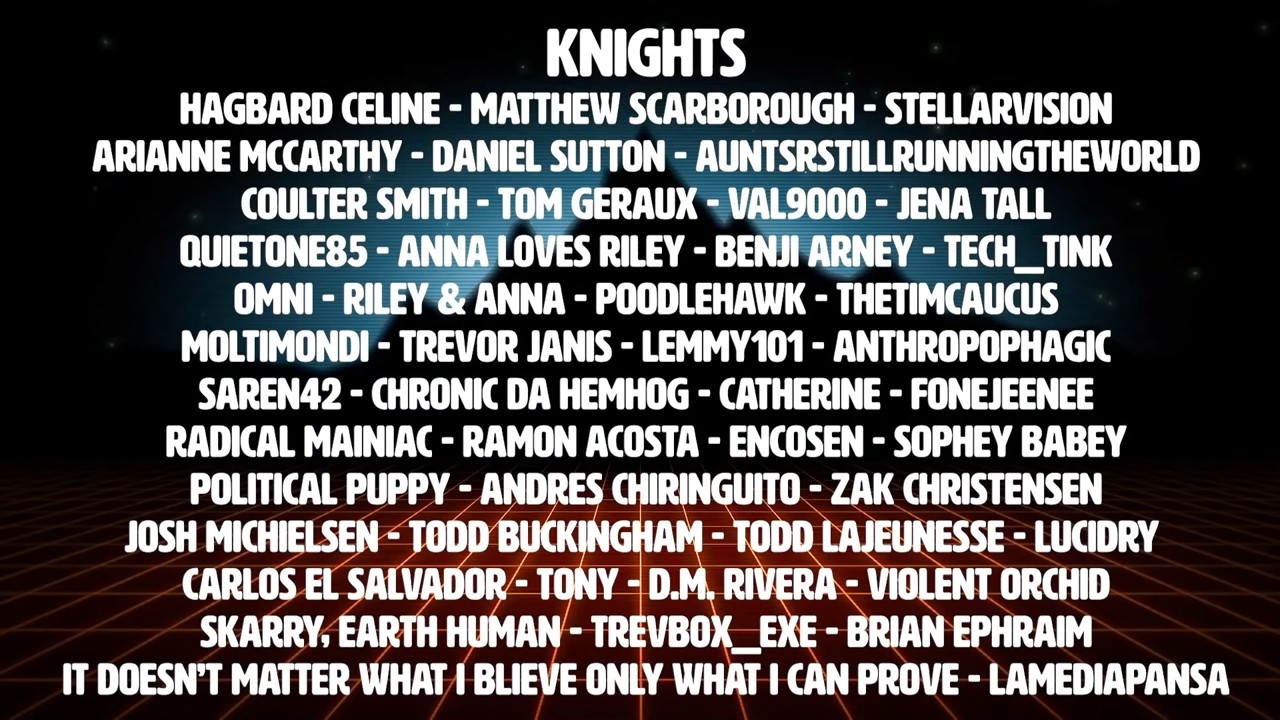 KNIGHTS
HAGBARD CELINE - MATTHEW SCARBOROUGH - STELLARVISION
ARIANNE MCCARTHY - DANIEL SUTTON - AUNTSRSTILLRUNNINGTHEWORLD
COULTER SMITH - TOM GERAUX - VAL9000 - JENA TALL
QUIETONE85 - ANNA LOVES RILEY - BENJI ARNEY - TECH__TINK
OMNI - RILEY & ANNA - POODLEHAWK - THETIMCAUCUS
MOLTIMONDI - TREVOR JANIS - LEMMY101 - ANTHROPOPHAGIC
SAREN42 - CHRONIC DA HEMHOG - CATHERINE - FONEJEENEE
RADICAL MAINIAC - RAMON ACOSTA - ENCOSEN - SOPHEY BABEY
POLITICAL PUPPY - ANDRES CHIRINGUITO - ZAK CHRISTENSEN
JOSH MICHIELSEN - TODD BUCKINGHAM - TODD LAJEUNESSE - LUCIDRY
CARLOS EL SALVADOR - TONY - D.M. RIVERA - VIOLENT ORCHID
SKARRY, EARTH HUMAN - TREVBOX__EXE - BRIAN EPHRAIM
IT DOESN'T MATTER WHAT I BLIEVE ONLY WHAT I CAN PROVE - LAMEDIAPANSA